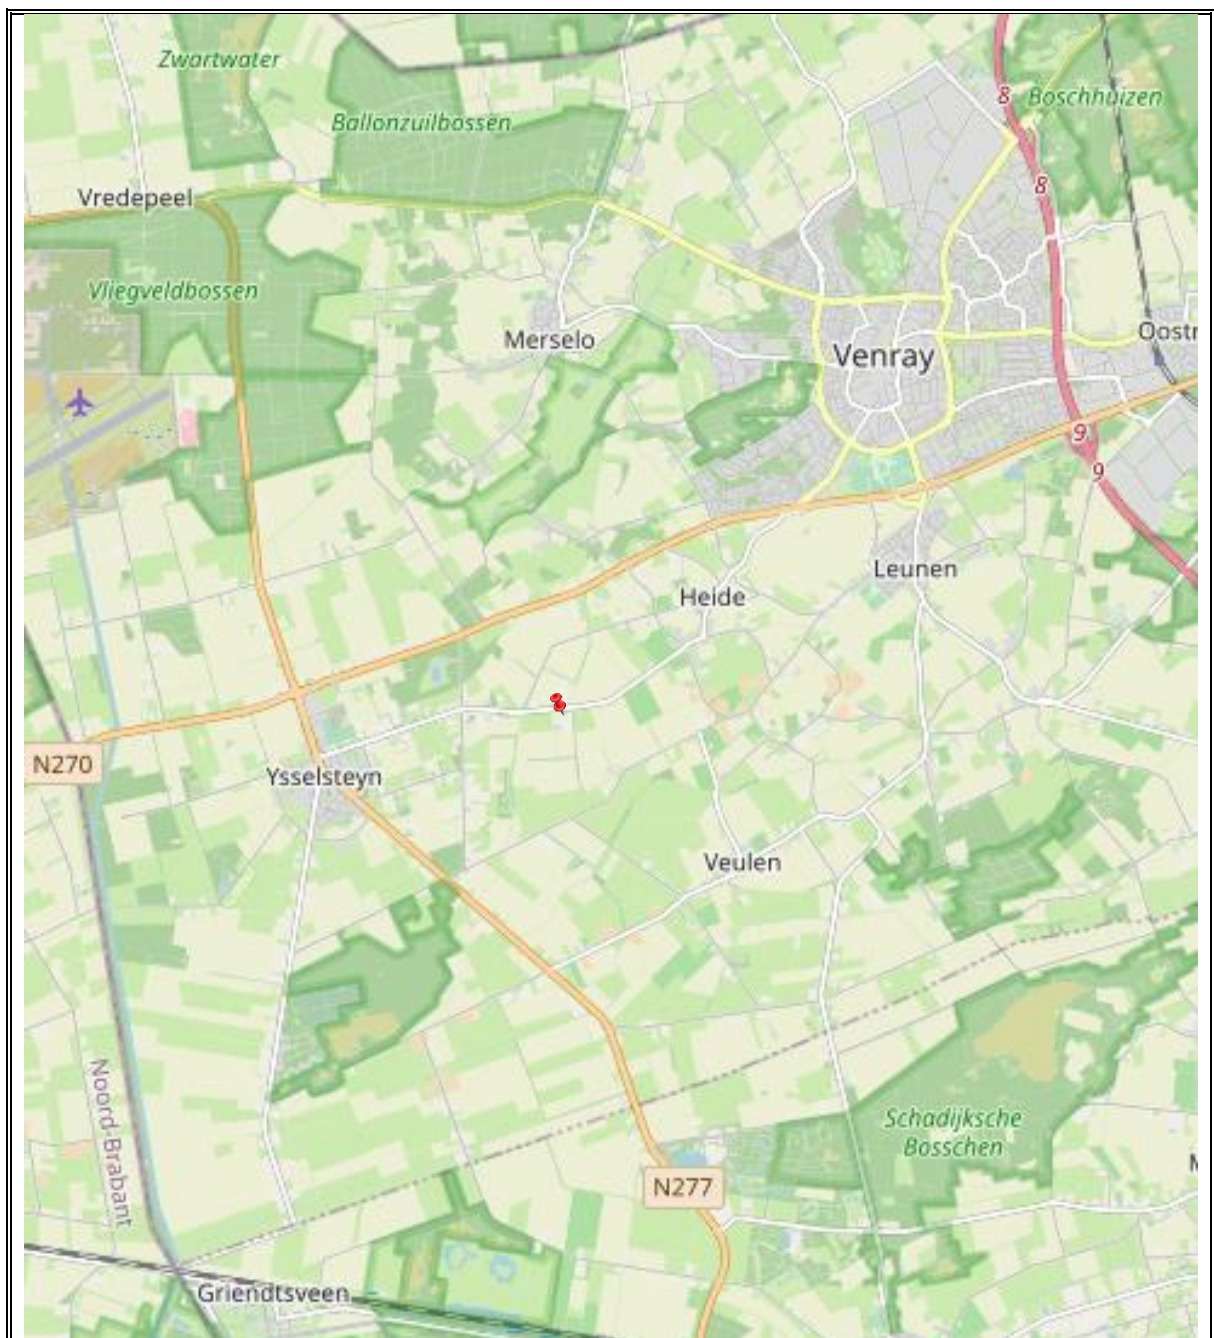 Zwartwater
Ballonzuilbossen
8
Boschhuizen
8
Vredepeel
Vliegveldbossen
Merselo
Venray
Oostr
9
9
Leunen
Heide
N270
Ysselsteyn
Veulen
Noord-Brabant
Schadijksche
Bosschen
M
N277
Griendtsveen